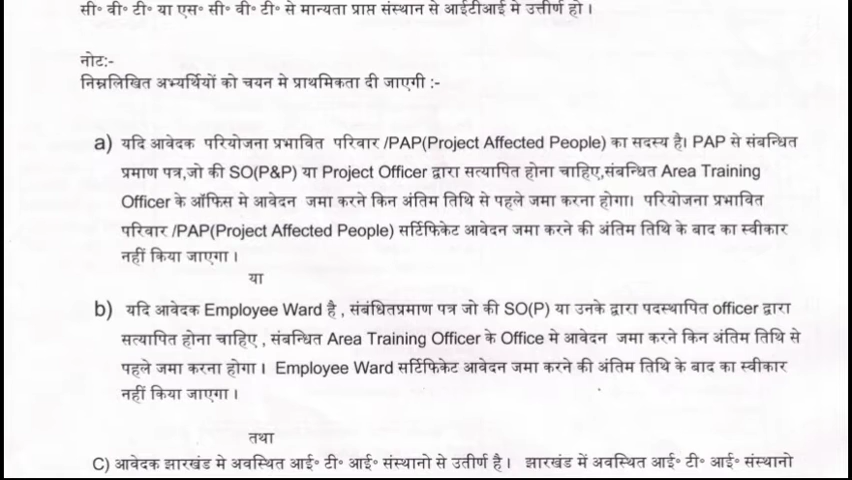 सी॰ वी॰ टी॰ या एस॰ सी॰ वी॰ टी॰ से मान्यता प्राप्त संस्थान से आईटीआई मे उत्तीर्ण हो ।
नोट:-
निम्नलिखित अभ्यर्थियों को चयन मे प्राथमिकता दी जाएगी :-
a) यदि आवेदक परियोजना प्रभावित परिवार /PAP(Project Affected People) का सदस्य है। PAP से संबन्धित
प्रमाण पत्र,जो की SO(P&P) या Project Officer द्वारा सत्यापित होना चाहिए,संबन्धित Area Training
Officer के ऑफिस मे आवेदन जमा करने किन अंतिम तिथि से पहले जमा करना होगा। परियोजना प्रभावित
परिवार /PAP(Project Affected People) सर्टिफिकेट आवेदन जमा करने की अंतिम तिथि के बाद का स्वीकार
नहीं किया जाएगा ।
या
b) यदि आवेदक Employee Ward है , संबंधितप्रमाण पत्र जो की SO(P) या उनके द्वारा पदस्थापित officer द्वारा
सत्यापित होना चाहिए , संबन्धित Area Training Officer के Office मे आवेदन जमा करने किन अंतिम तिथि से
पहले जमा करना होगा । Employee Ward सर्टिफिकेट आवेदन जमा करने की अंतिम तिथि के बाद का स्वीकार
नहीं किया जाएगा ।
तथा
C) आवेदक झारखंड मे अवस्थित आई॰ टी॰ आई॰ संस्थानो से उतीर्ण है । झारखंड में अवस्थित आई॰ टी॰ आई॰ संस्थानो